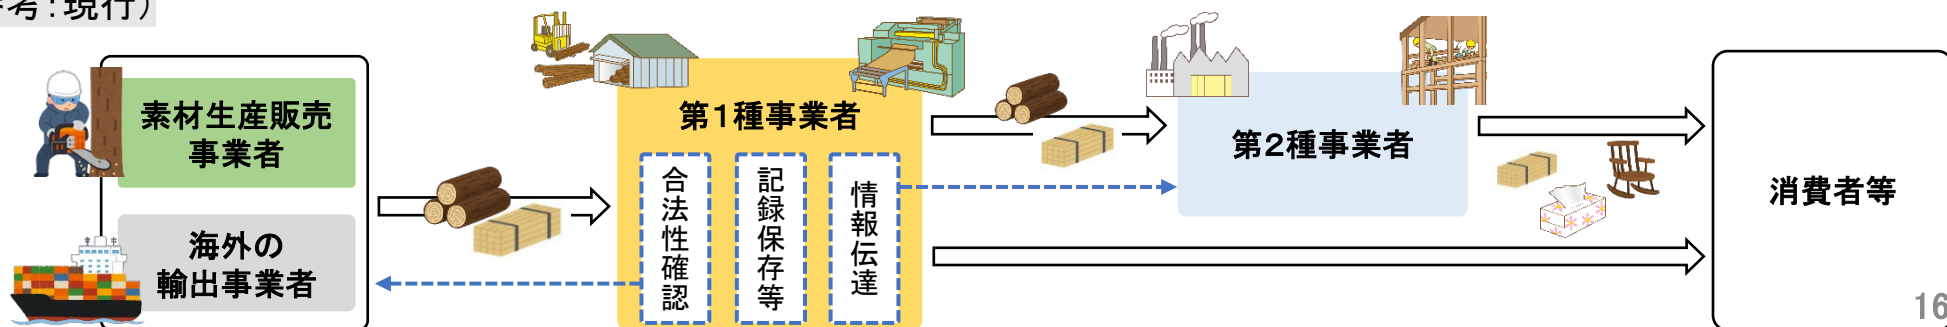 考：現行）
素材生産販売
事業者
海外の
輸出事業者
第1種事業者
合法性確認
記録保存等
情報伝達
第2種事業者
消費者等
16